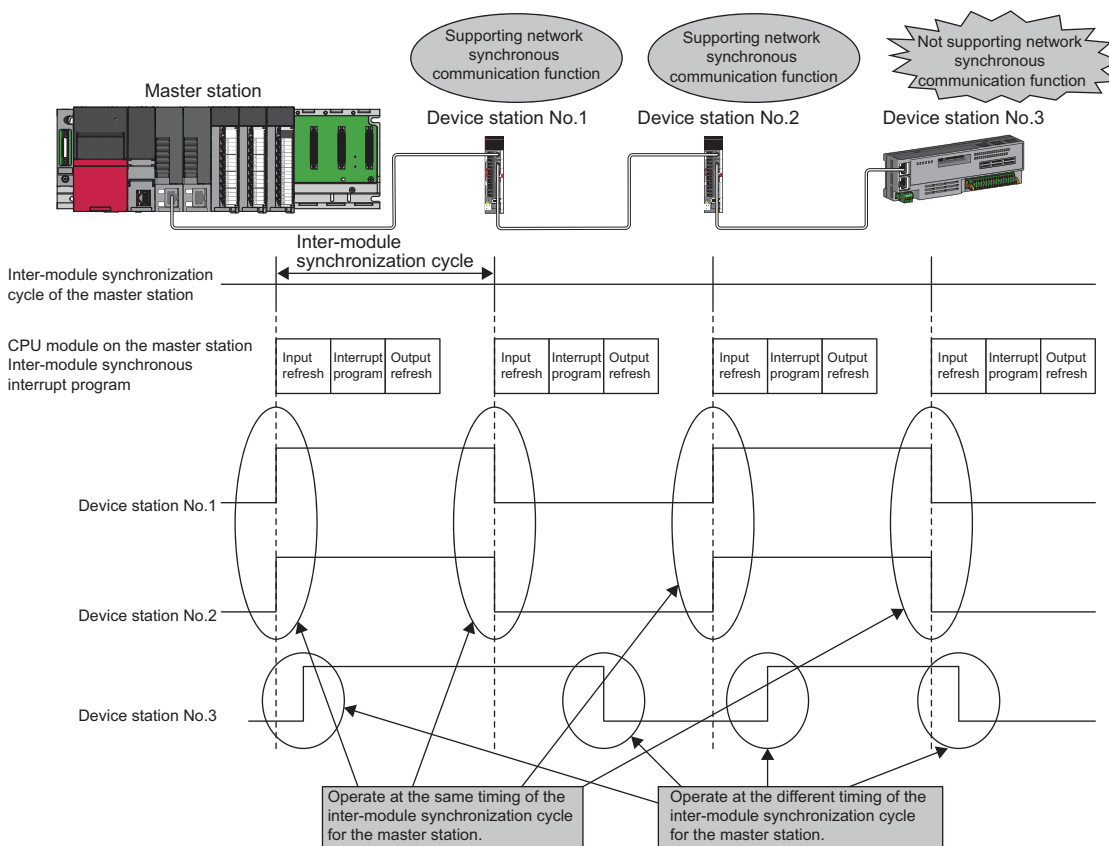 Supporting network
synchronous
communication function
Supporting network
synchronous
communication function
Not supporting network
synchronous
communication function
Master station
Device station No.1
Device station No.2
Device station No.3
Inter-module
synchronization cycle
Inter-module synchronization
cycle of the master station
CPU module on the master station
Inter-module synchronous
interrupt program
Input
refresh
Interrupt
program
Output
refresh
Input
refresh
Interrupt
program
Output
refresh
Input
refresh
Interrupt
program
Output
refresh
Input
refresh
Interrupt
program
Output
refresh
Device station No.1
Device station No.2
Device station No.3
Operate at the same timing of the
inter-module synchronization cycle
for the master station.
Operate at the different timing of the
inter-module synchronization cycle
for the master station.